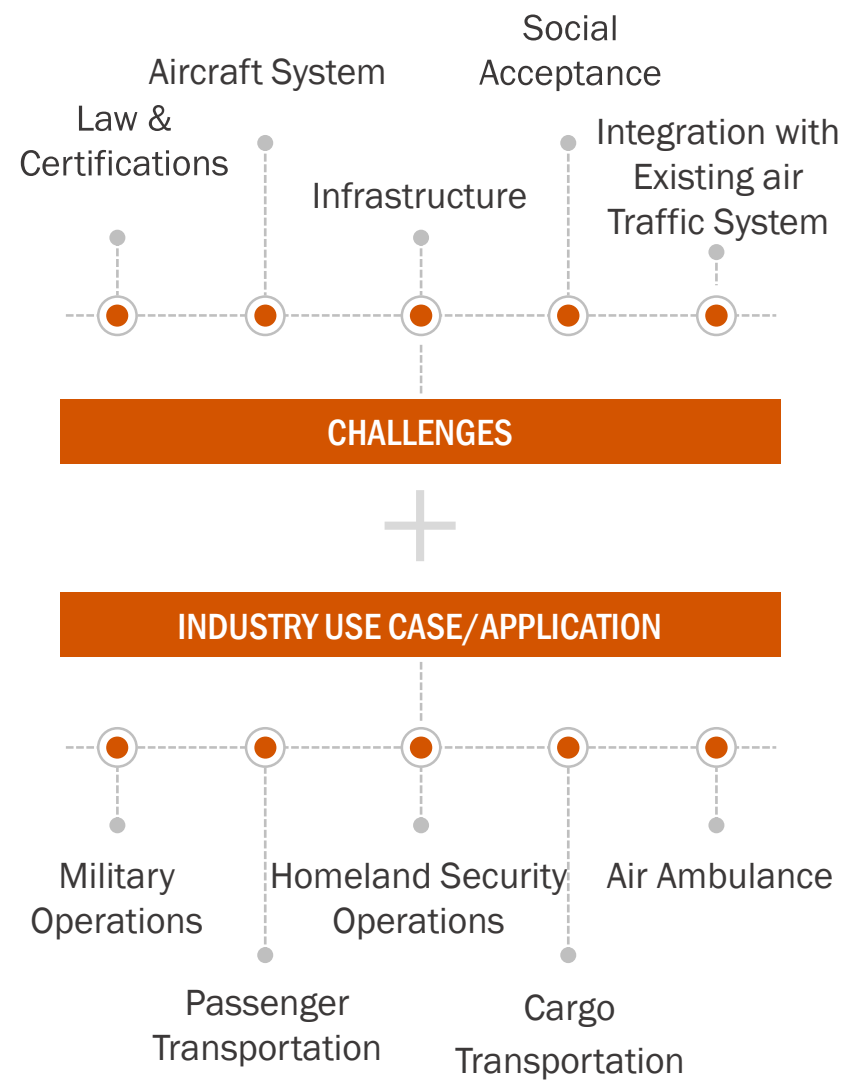 Law &
Certifications
Aircraft System
Infrastructure
Social
Acceptance
Integration with
Existing air
Traffic System
CHALLENGES
INDUSTRY USE CASE/APPLICATION
Military
Operations
Passenger
Transportation
Homeland Security
Operations
Cargo
Transportation
Air Ambulance